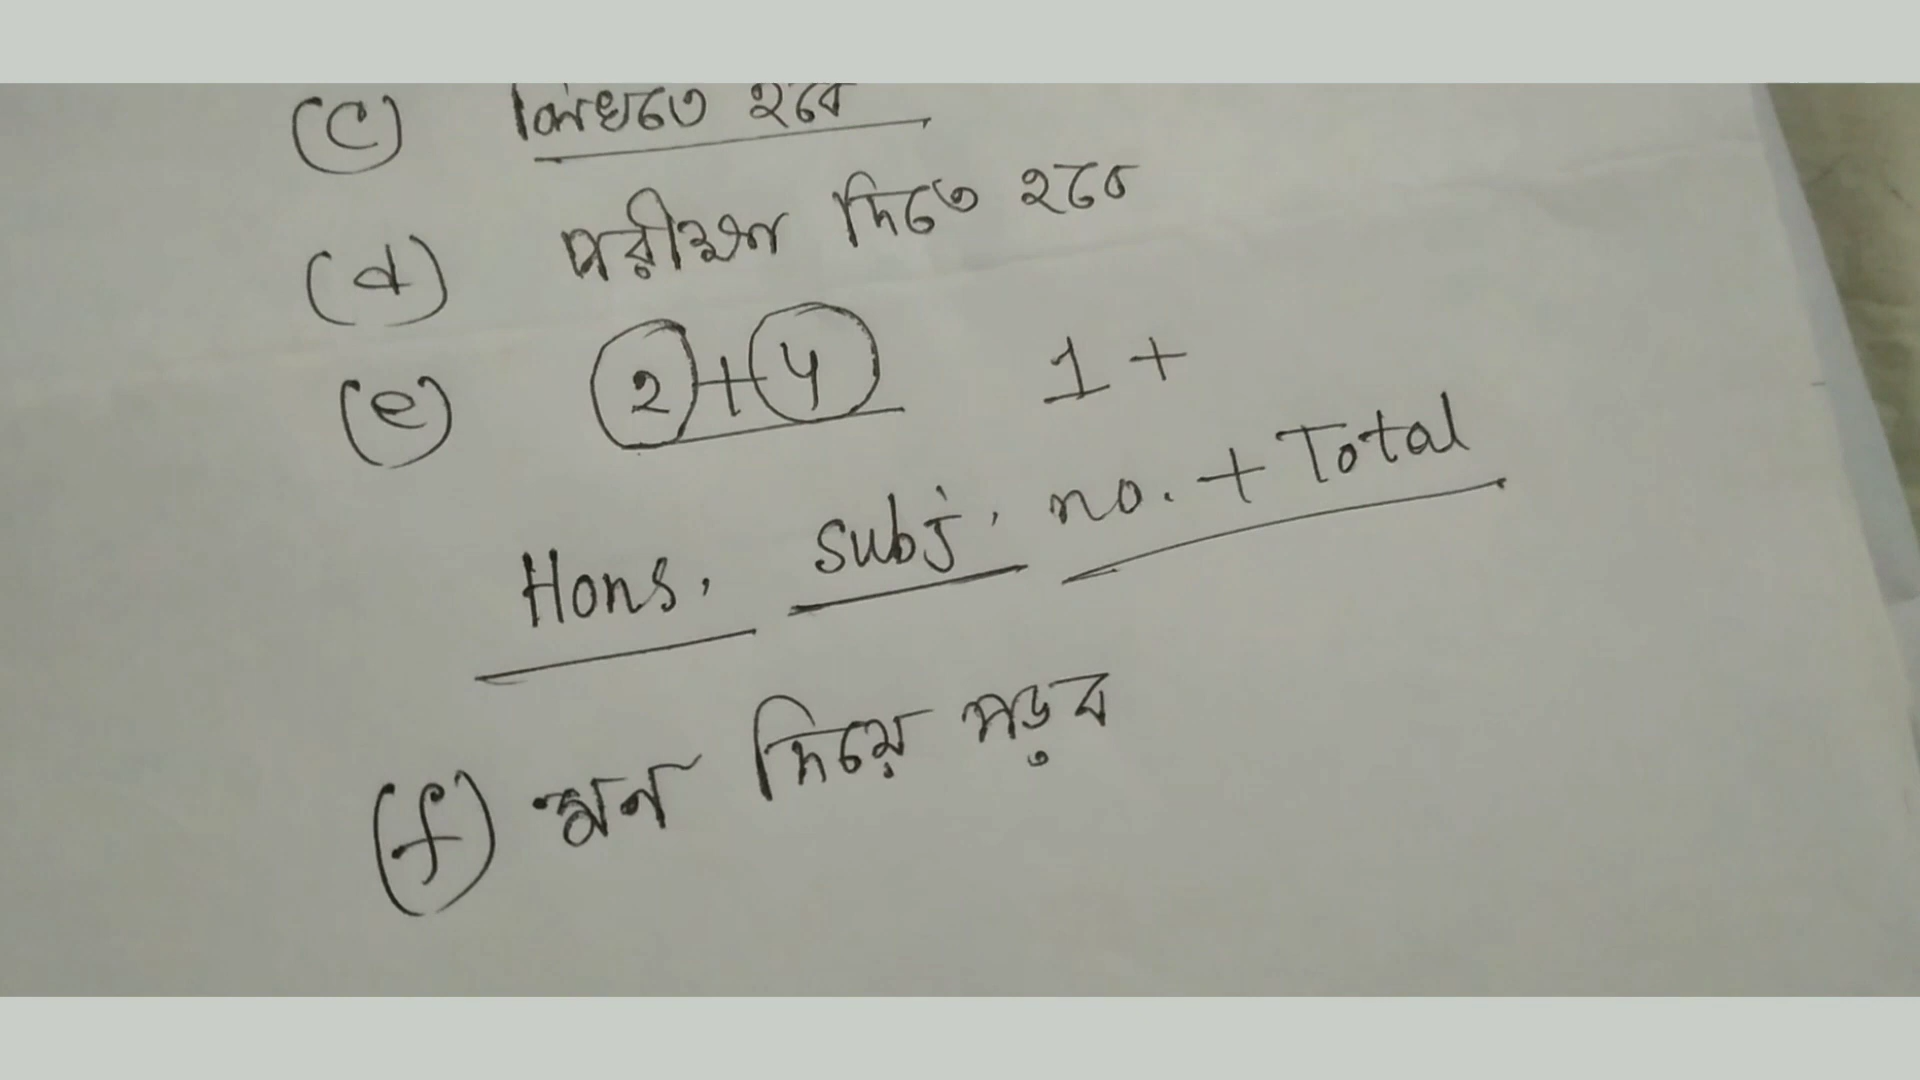 (c) লিখতে হবে
(d) পরীক্ষা দিতে হবে
(e) 2+4 1+
Hons. subj. no. + Total
(f) মন দিয়ে পড়ব